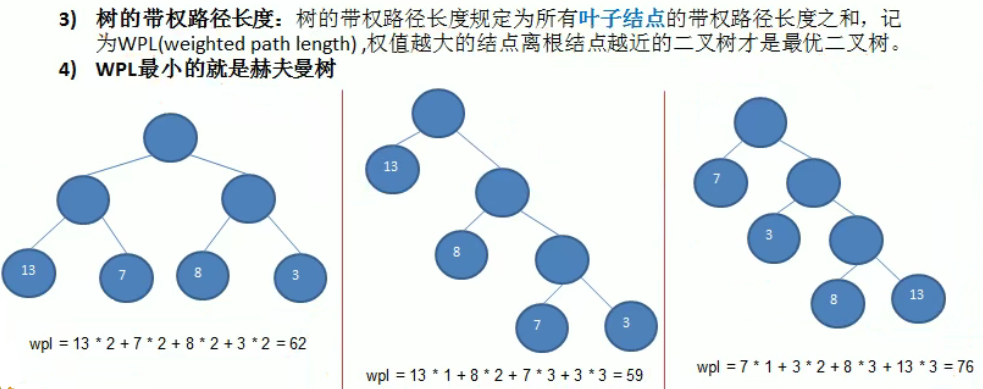 3) 树的带权路径长度：树的带权路径长度规定为所有叶子结点的带权路径长度之和，记
为WPL(weighted path length) ,权值越大的结点离根结点越近的二叉树才是最优二叉树。
4) WPL最小的就是赫夫曼树
13
7
8
3
wpl = 13 * 2 + 7 * 2 + 8 * 2 + 3 * 2 = 62
13
8
7
3
wpl = 13 * 1 + 8 * 2 + 7 * 3 + 3 * 3 = 59
7
3
8
13
wpl = 7 * 1 + 3 * 2 + 8 * 3 + 13 * 3 = 76